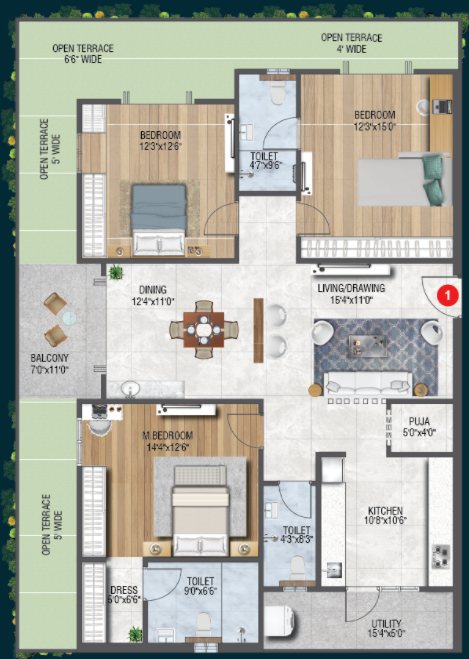 OPEN TERRACE
6'6" WIDE
OPEN TERRACE
4' WIDE
OPEN TERRACE
5' WIDE
BEDROOM
12'3"x12'6"
TOILET
4'7"x9'6"
BEDROOM
12'3"x15'0"
DINING
12'4"x11'0"
LIVING/DRAWING
15'4"x11'0"
1
BALCONY
7'0"x11'0"
M.BEDROOM
14'4"x12'6"
PUJA
5'0"x4'0"
OPEN TERRACE
5' WIDE
TOILET
4'3"x8'3"
KITCHEN
10'8"x10'6"
DRESS
6'0"x6'6"
TOILET
9'0"x6'6"
UTILITY
15'4"x5'0"